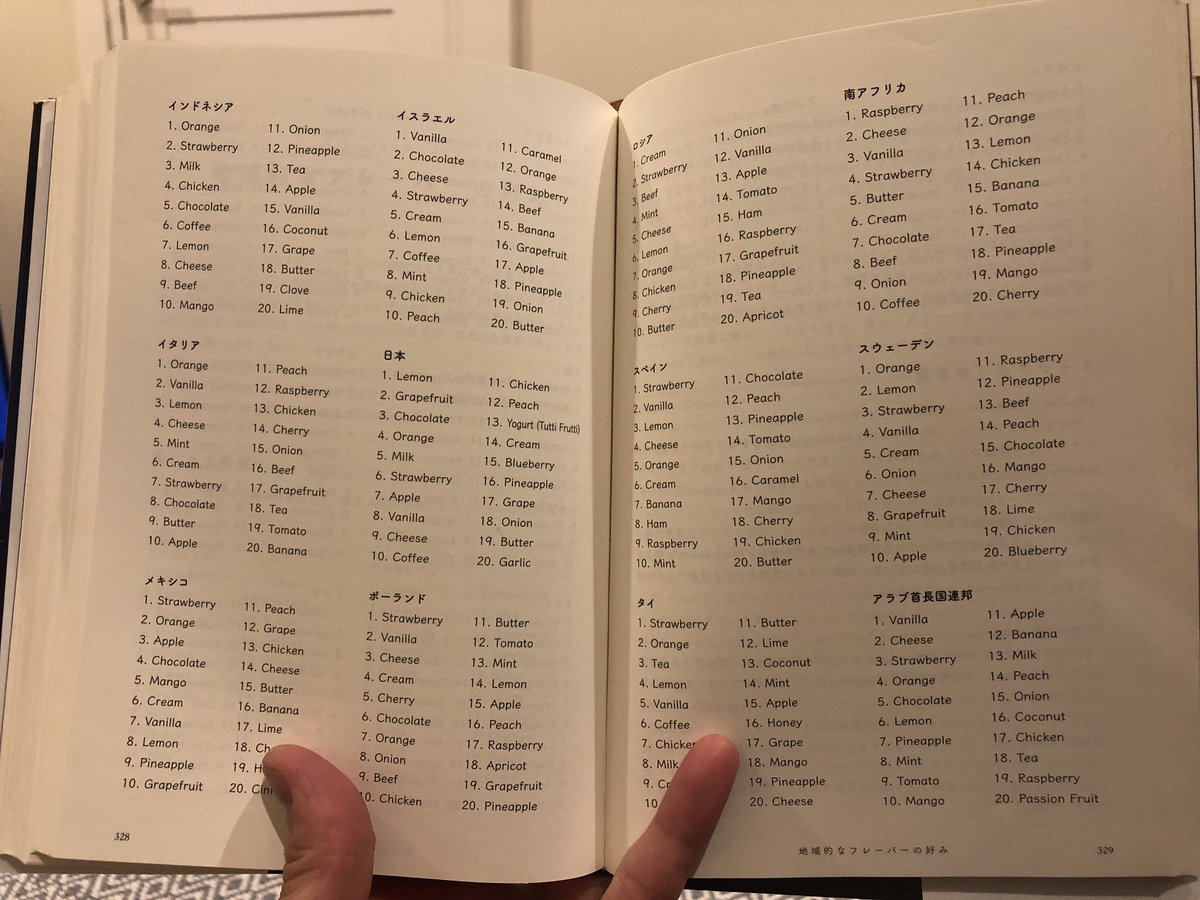 インドネシア
1. Orange
2. Strawberry
3. Milk
4. Chicken
5. Chocolate
6. Coffee
7. Lemon
8. Cheese
9. Beef
10. Mango
11. Onion
12. Pineapple
13. Tea
14. Apple
15. Vanilla
16. Coconut
17. Grape
18. Butter
19. Clove
20. Lime
イスラエル
1. Vanilla
2. Chocolate
3. Cheese
4. Strawberry
5. Cream
6. Lemon
7. Coffee
8. Mint
9. Chicken
10. Peach
11. Caramel
12. Orange
13. Raspberry
14. Beef
15. Banana
16. Grapefruit
17. Apple
18. Pineapple
19. Onion
20. Butter
イタリア
1. Orange
2. Vanilla
3. Lemon
4. Cheese
5. Mint
6. Cream
7. Strawberry
8. Chocolate
9. Butter
10. Apple
11. Peach
12. Raspberry
13. Chicken
14. Cherry
15. Onion
16. Beef
17. Grapefruit
18. Tea
19. Tomato
20. Banana
日本
1. Lemon
2. Grapefruit
3. Chocolate
4. Orange
5. Milk
6. Strawberry
7. Apple
8. Vanilla
9. Cheese
10. Coffee
11. Chicken
12. Peach
13. Yogurt (Tutti Frutti)
14. Cream
15. Blueberry
16. Pineapple
17. Grape
18. Onion
19. Butter
20. Garlic
メキシコ
1. Strawberry
2. Orange
3. Apple
4. Chocolate
5. Mango
6. Cream
7. Vanilla
8. Lemon
9. Pineapple
10. Grapefruit
11. Peach
12. Grape
13. Chicken
14. Cheese
15. Butter
16. Banana
17. Lime
18.
19.
20.
ポーランド
1. Strawberry
2. Vanilla
3. Cheese
4. Cream
5. Cherry
6. Chocolate
7. Orange
8. Onion
9. Beef
10. Chicken
11. Butter
12. Tomato
13. Mint
14. Lemon
15. Apple
16. Peach
17. Raspberry
18. Apricot
19. Grapefruit
20. Pineapple
328
ロシア
1. Cream
2. Strawberry
3. Beef
4. Mint
5. Cheese
6. Lemon
7. Orange
8. Chicken
9. Cherry
10. Butter
11. Onion
12. Vanilla
13. Apple
14. Tomato
15. Ham
16. Raspberry
17. Grapefruit
18. Pineapple
19. Tea
20. Apricot
南アフリカ
1. Raspberry
2. Cheese
3. Vanilla
4. Strawberry
5. Butter
6. Cream
7. Chocolate
8. Beef
9. Onion
10. Coffee
11. Peach
12. Orange
13. Lemon
14. Chicken
15. Banana
16. Tomato
17. Tea
18. Pineapple
19. Mango
20. Cherry
スペイン
1. Strawberry
2. Vanilla
3. Lemon
4. Cheese
5. Orange
6. Cream
7. Banana
8. Ham
9. Raspberry
10. Mint
11. Chocolate
12. Peach
13. Pineapple
14. Tomato
15. Onion
16. Caramel
17. Mango
18. Cherry
19. Chicken
20. Butter
スウェーデン
1. Orange
2. Lemon
3. Strawberry
4. Vanilla
5. Cream
6. Onion
7. Cheese
8. Grapefruit
9. Mint
10. Apple
11. Raspberry
12. Pineapple
13. Beef
14. Peach
15. Chocolate
16. Mango
17. Cherry
18. Lime
19. Chicken
20. Blueberry
タイ
1. Strawberry
2. Orange
3. Tea
4. Lemon
5. Vanilla
6. Coffee
7. Chicken
8. Milk
9.
10
11. Butter
12. Lime
13. Coconut
14. Mint
15. Apple
16. Honey
17. Grape
18. Mango
19. Pineapple
20. Cheese
アラブ首長国連邦
1. Vanilla
2. Cheese
3. Strawberry
4. Orange
5. Chocolate
6. Lemon
7. Pineapple
8. Mint
9. Tomato
10. Mango
11. Apple
12. Banana
13. Milk
14. Peach
15. Onion
16. Coconut
17. Chicken
18. Tea
19. Raspberry
20. Passion Fruit
地域的なフレーバーの好み
329